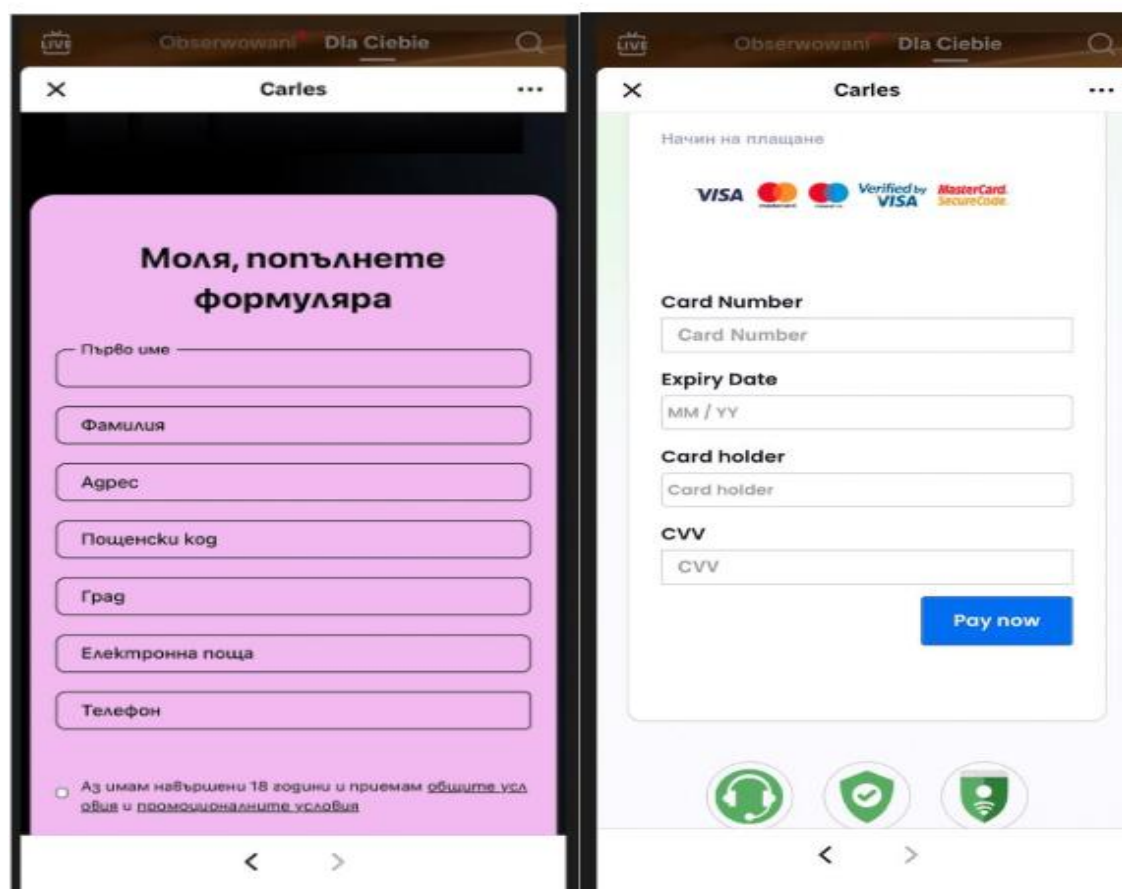 LIVE
Obserwowani Dla Ciebie
Carles
Моля, попълнете
формуляра
Първо име
Фамилия
Адрес
Пощенски код
Град
Електронна поща
Телефон
Аз имам навършени 18 години и приемам общите усл
овия и промоционалните условия
LIVE
Obserwowani Dla Ciebie
Carles
Начин на плащане
VISA Verified by VISA MasterCard. SecureCode.
Card Number
Card Number
Expiry Date
MM / YY
Card holder
Card holder
CVV
CVV
Pay now